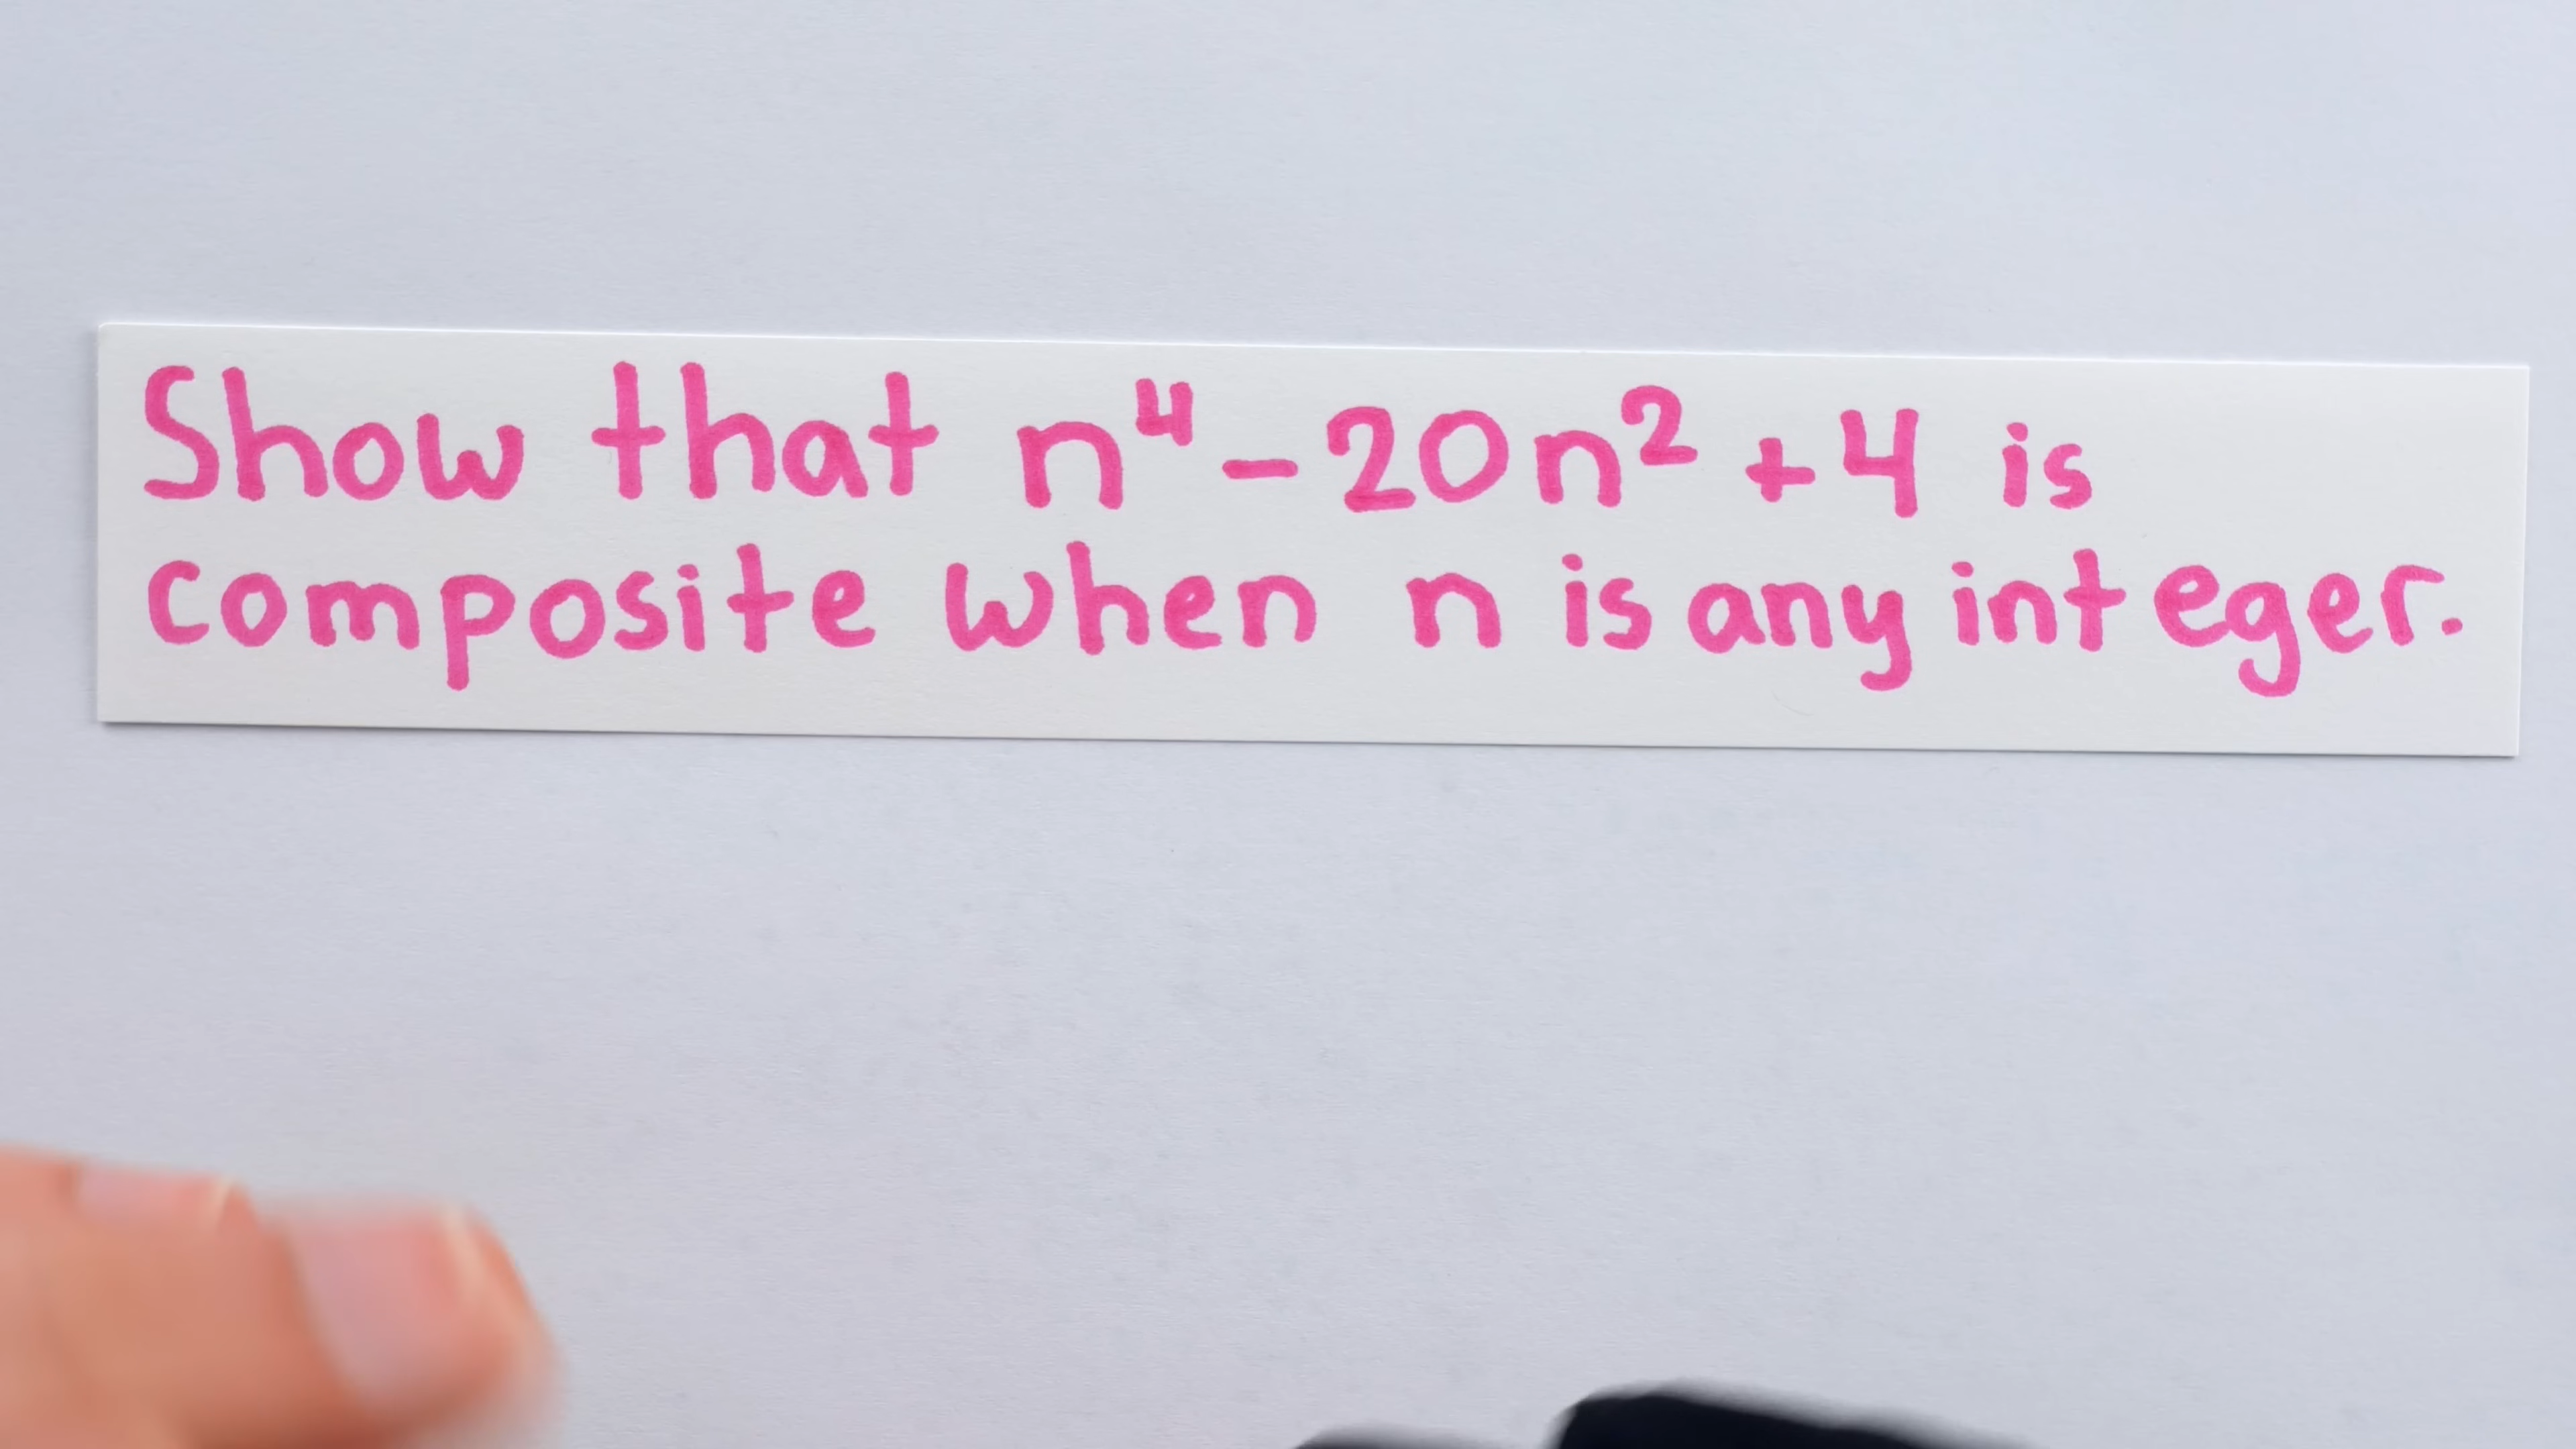 Show that n⁴-20n²+4 is
composite when n is any integer.